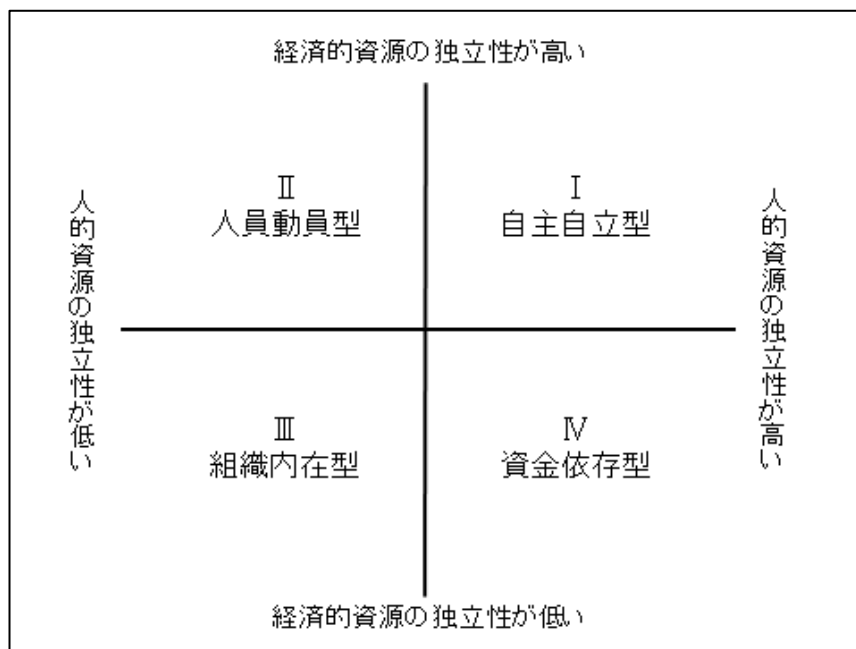 経済的資源の独立性が高い
Ⅱ
人員動員型
Ⅰ
自主自立型
人的資源の独立性が低い
人的資源の独立性が高い
Ⅲ
組織内在型
Ⅳ
資金依存型
経済的資源の独立性が低い